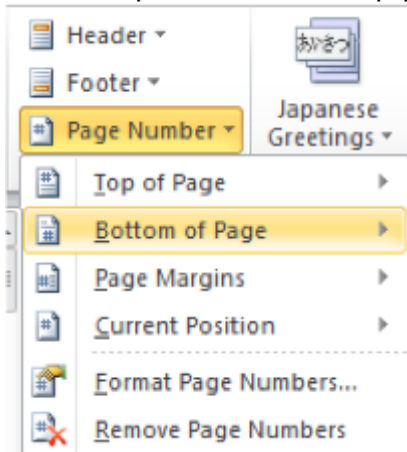 Header
Footer
Page Number
あいさつ
Japanese
Greetings
Top of Page
Bottom of Page
Page Margins
Current Position
Format Page Numbers...
Remove Page Numbers